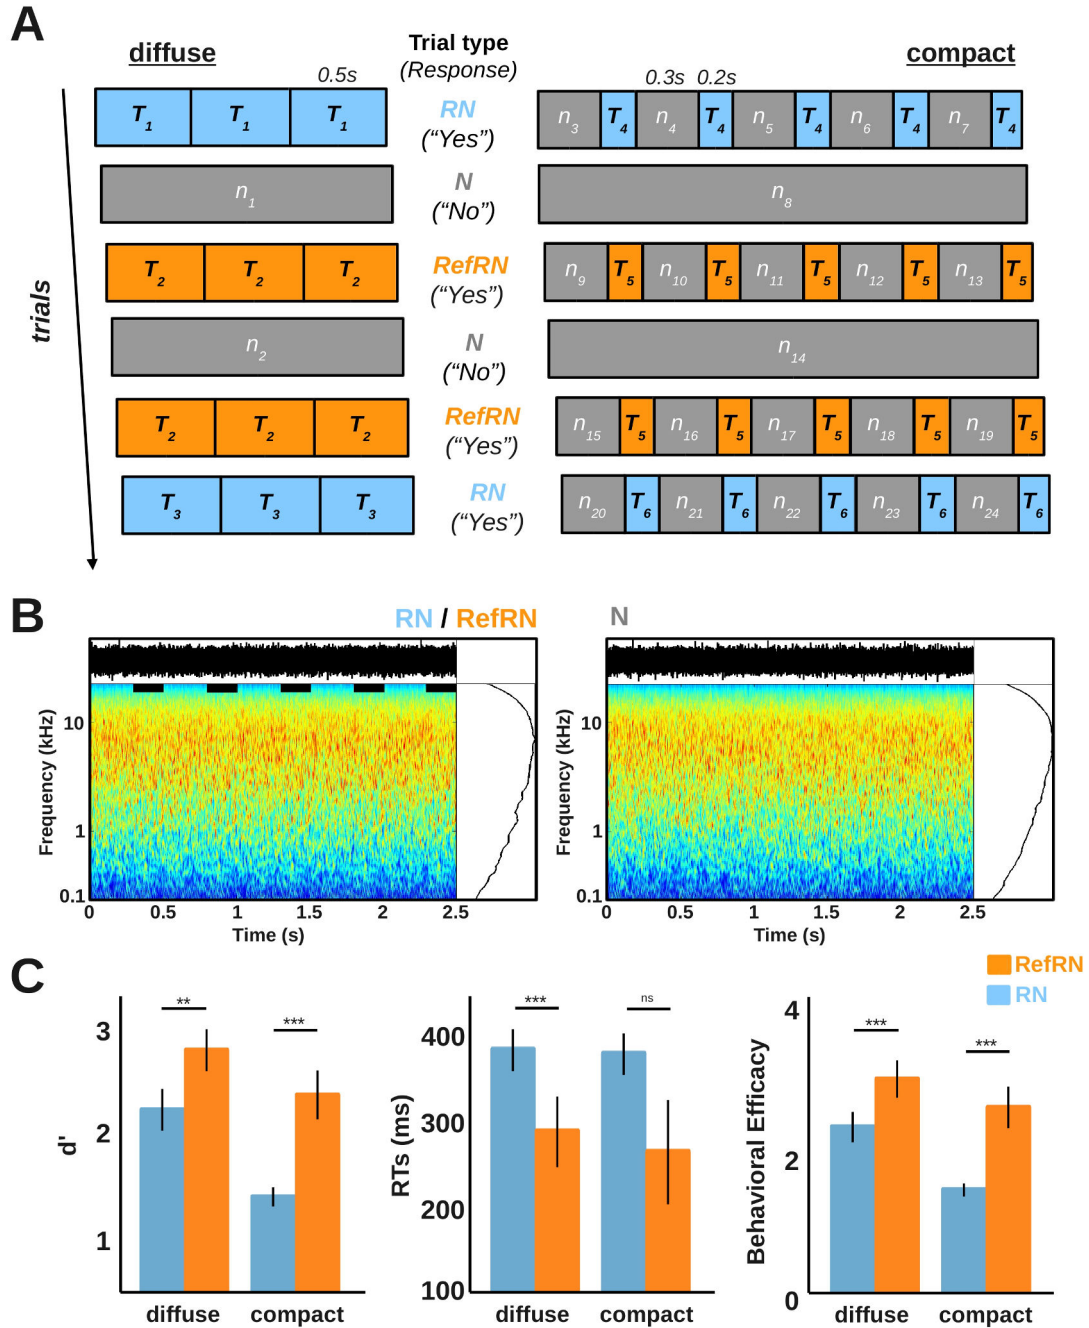 A
diffuse
Trial type
(Response)
compact
0.5s
0.3s 0.2s
T1 T1 T1
RN
(“Yes”)
n3 T4 n4 T4 n5 T4 n6 T4 n7 T4
n1
N
(“No”)
n8
T2 T2 T2
RefRN
(“Yes”)
n9 T5 n10 T5 n11 T5 n12 T5 n13 T5
n2
N
(“No”)
n14
T2 T2 T2
RefRN
(“Yes”)
n15 T5 n16 T5 n17 T5 n18 T5 n19 T5
T3 T3 T3
RN
(“Yes”)
n20 T6 n21 T6 n22 T6 n23 T6 n24 T6
trials
B
RN / RefRN
N
Frequency (kHz)
10
1
0.1
0 0.5 1 1.5 2 2.5
Time (s)
Frequency (kHz)
10
1
0.1
0 0.5 1 1.5 2 2.5
Time (s)
C
RefRN
RN
d'
3
2
1
**
***
diffuse compact
RTs (ms)
400
300
200
100
***
ns
diffuse compact
Behavioral Efficacy
4
2
0
***
***
diffuse compact